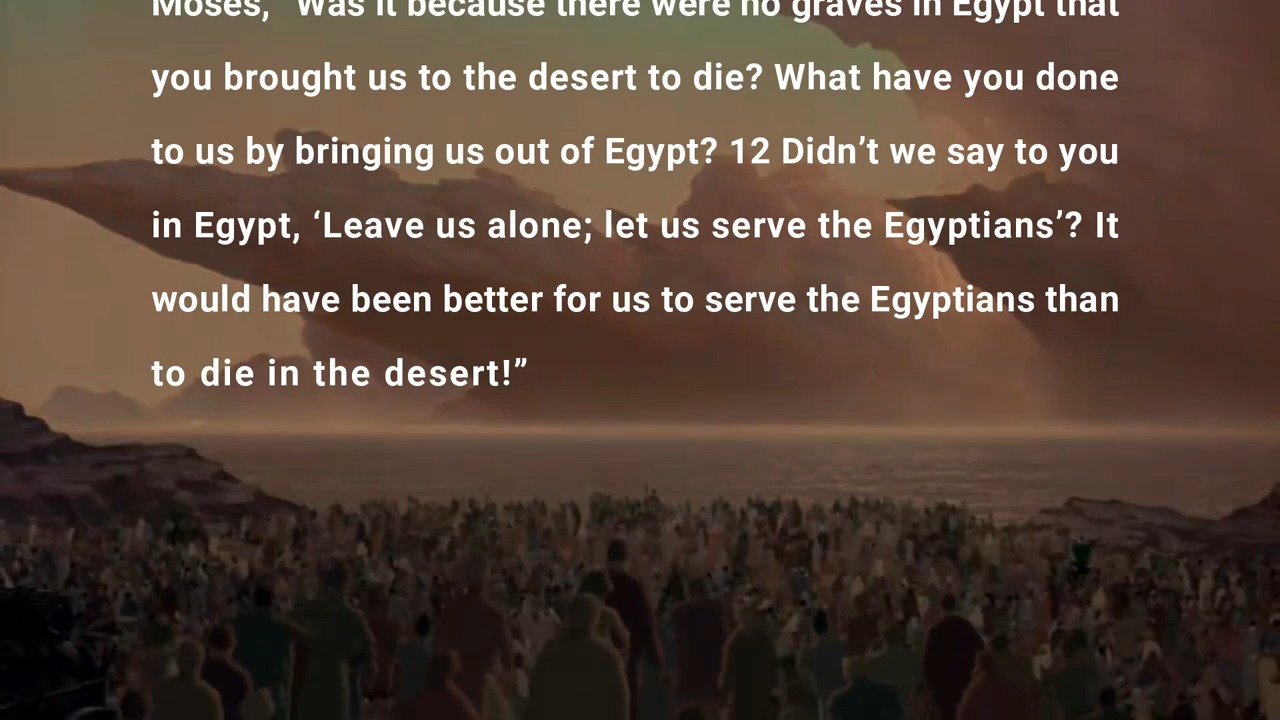 Moses, “Was it because there were no graves in Egypt that
you brought us to the desert to die? What have you done
to us by bringing us out of Egypt? 12 Didn’t we say to you
in Egypt, ‘Leave us alone; let us serve the Egyptians’? It
would have been better for us to serve the Egyptians than
to die in the desert!”